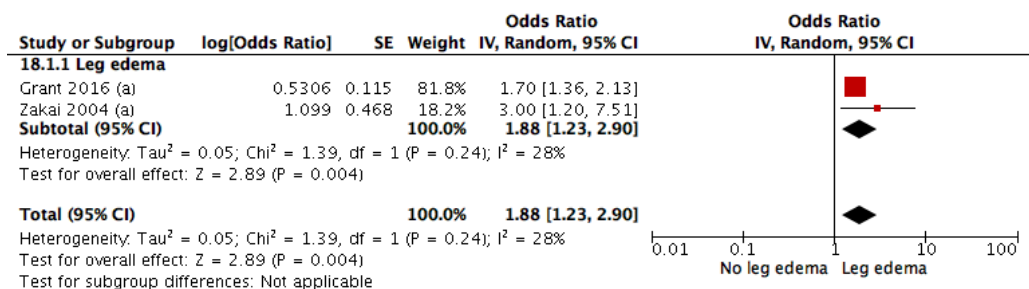 Odds Ratio Odds Ratio
Study or Subgroup log[Odds Ratio] SE Weight IV, Random, 95% CI IV, Random, 95% CI
18.1.1 Leg edema
Grant 2016 (a) 0.5306 0.115 81.8% 1.70 [1.36, 2.13]
Zakai 2004 (a) 1.099 0.468 18.2% 3.00 [1.20, 7.51]
Subtotal (95% CI) 100.0% 1.88 [1.23, 2.90]
Heterogeneity: Tau² = 0.05; Chi² = 1.39, df = 1 (P = 0.24); I² = 28%
Test for overall effect: Z = 2.89 (P = 0.004)
Total (95% CI) 100.0% 1.88 [1.23, 2.90]
Heterogeneity: Tau² = 0.05; Chi² = 1.39, df = 1 (P = 0.24); I² = 28%
Test for overall effect: Z = 2.89 (P = 0.004)
Test for subgroup differences: Not applicable
0.01 0.1 1 10 100
No leg edema Leg edema